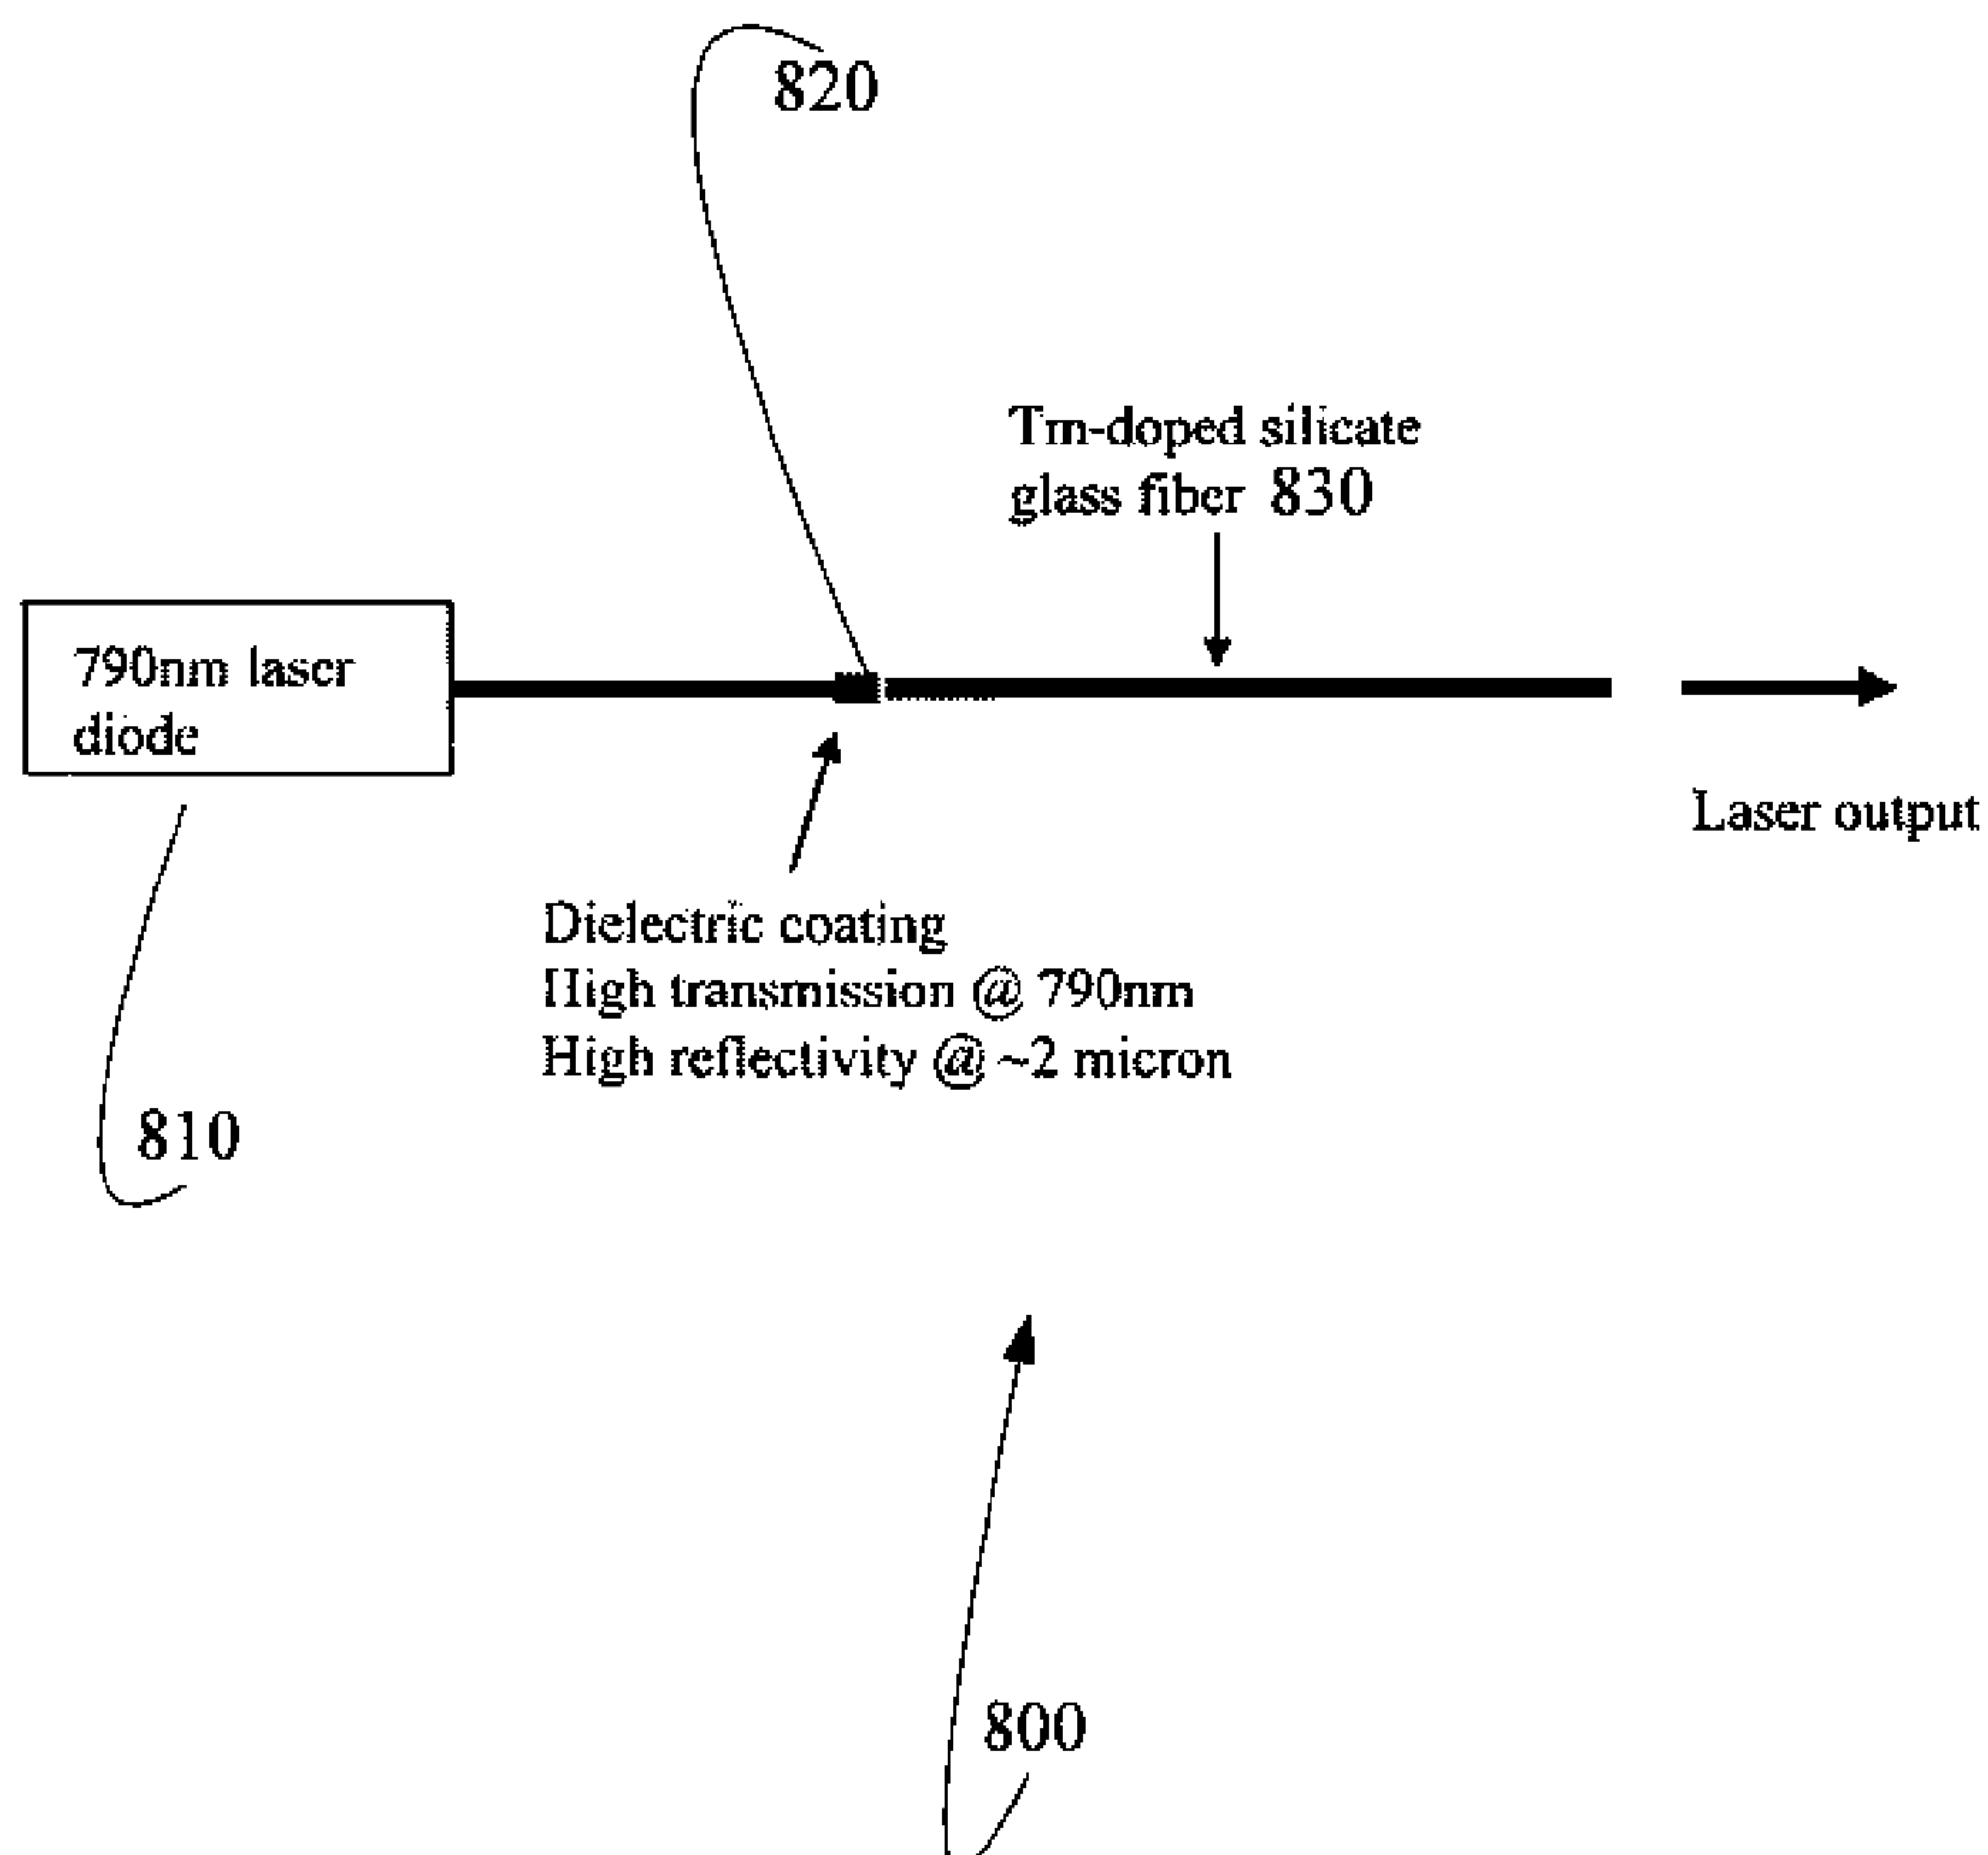 820
Tm-doped silicate
glass fiber 830
790nm laser
diode
Laser output
Dielectric coating
High transmission @ 790nm
High reflectivity @ ~2 micron
810
800